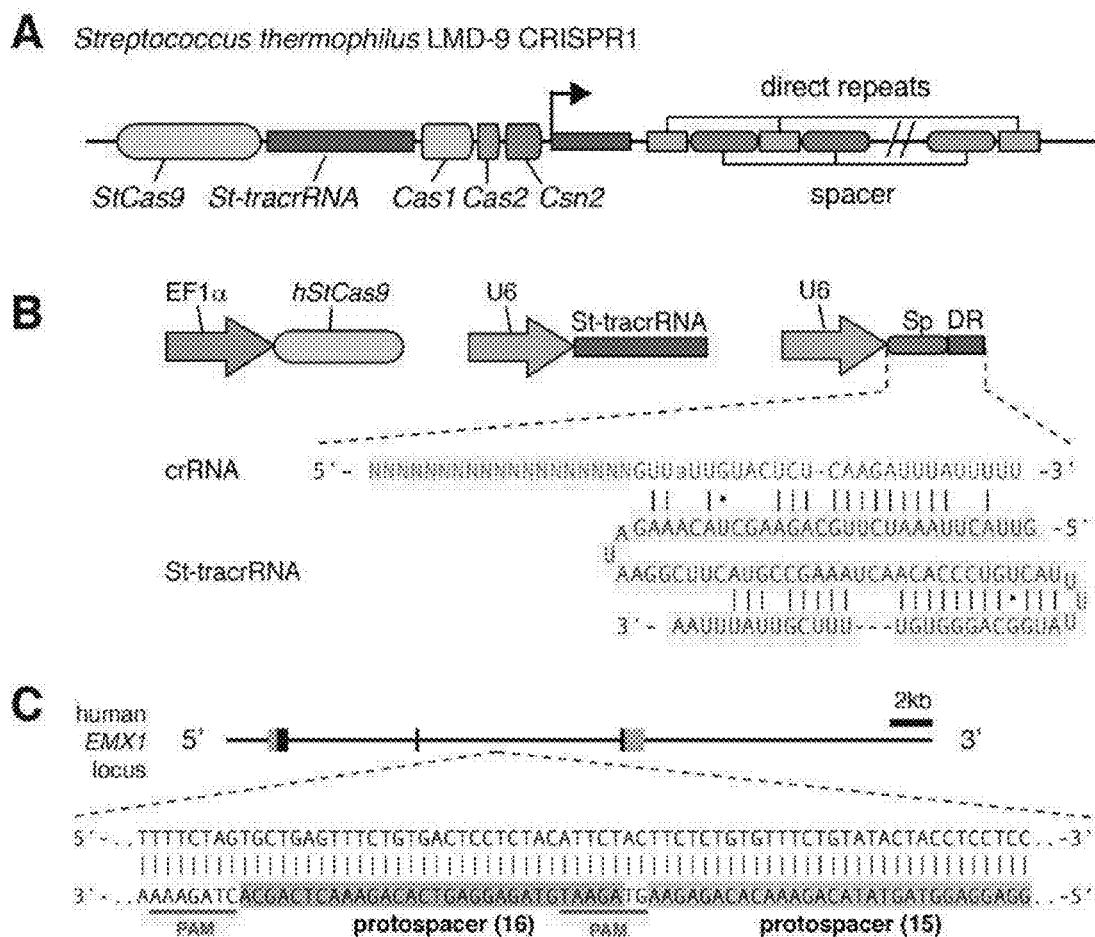 A Streptococcus thermophilus LMD-9 CRISPR1
direct repeats
StCas9 St-tracrRNA Cas1 Cas2 Csn2
spacer
B
EF1α hStCas9 U6 St-tracrRNA U6 Sp DR
crRNA 5'- NNNNNNNNNNNNNNNNNNNNGUUaUUGUACUCU-CAAGAUUUAUUUUU -3'
A GAAACAUCGAAGACGUUCUAAAUUCAUUG -5'
U
St-tracrRNA AAGGCUUCAUGCCGAAAUCAACACCCUGUCAU U
U
3'- AAUUUAUUGCUUU---UGUGGGACGGUA U
C
human EMX1 locus 5' 2kb 3'
5'-..TTTTCTAGTGCTGAGTTTCTGTGACTCCTCTACATTCTACTTCTCTGTGTTTCTGTATACTACCTCCTCC..-3'
3'-..AAAAGATCACGACTCAAAGACACTGAGGAGATGTAAGATGAAGAGACACAAAGACATATGATGGAGGAGG..-5'
PAM protospacer (16) PAM protospacer (15)